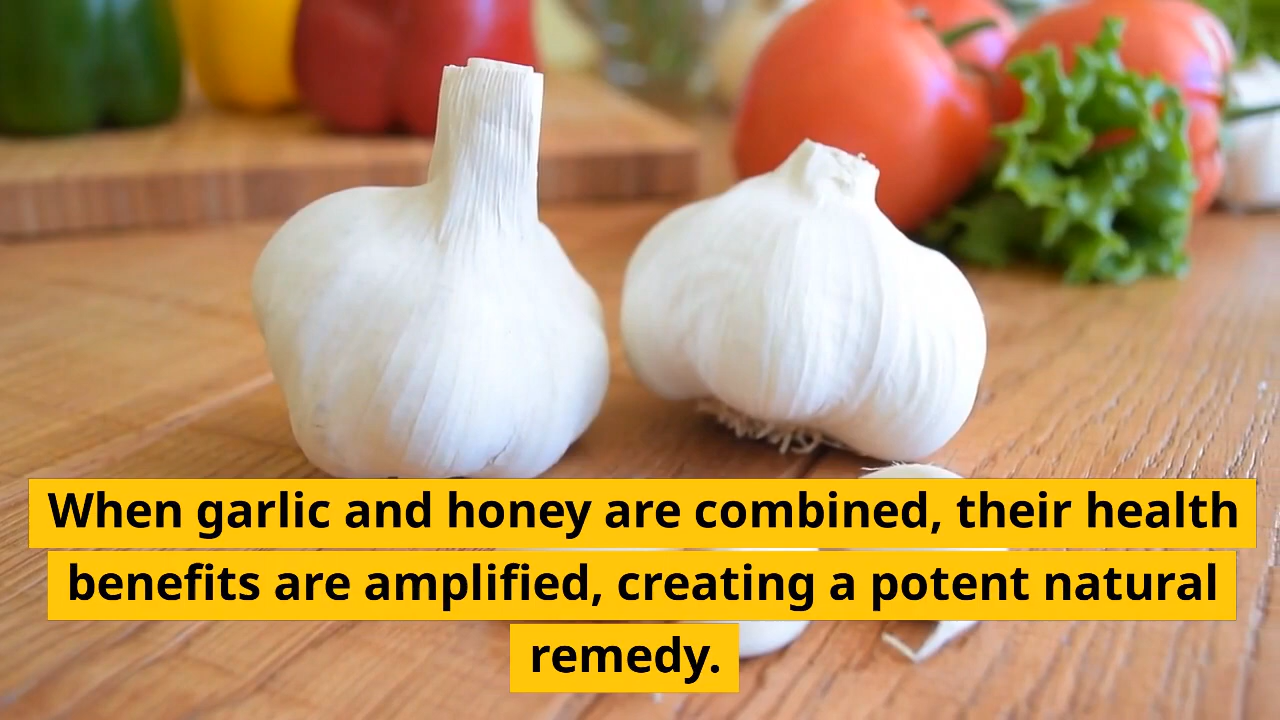 When garlic and honey are combined, their health
benefits are amplified, creating a potent natural
remedy.